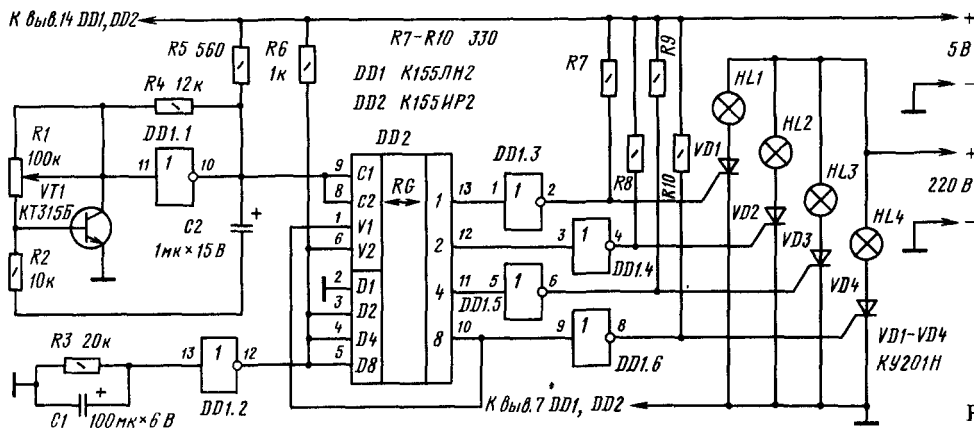 К выв.14 DD1, DD2
R5 560
R6
1к
R7–R10 330
DD1 К155ЛН2
DD2 К155ИР2
R7
R9
+
5 В
–
R4 12к
DD1.1
R1
100к
11
1
10
VT1
КТ315Б
R2
10к
C2
+
1мк×15 В
DD2
9
C1
8
C2
1
V1
6
V2
2
D1
3
D2
4
D4
5
D8
RG
1
2
4
8
13
12
11
10
DD1.3
1
1
2
3
1
4
DD1.4
5
1
6
DD1.5
9
1
8
DD1.6
R8
R10
HL1
VD1
HL2
VD2
HL3
VD3
HL4
VD4
+
220 В
–
VD1–VD4
КУ201Н
R3 20к
C1
+
100мк×6 В
13
1
12
DD1.2
К выв.7 DD1, DD2
Р